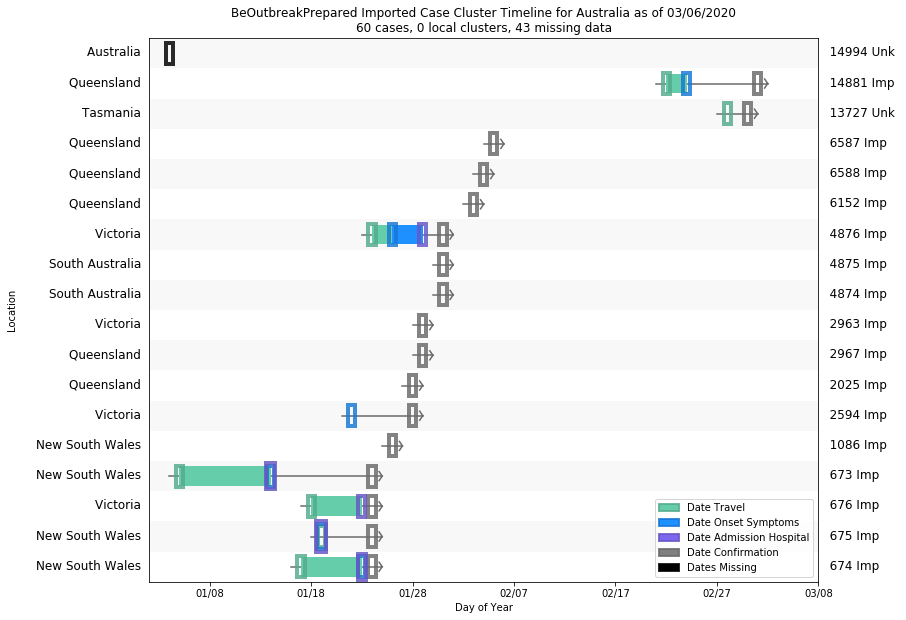 BeOutbreakPrepared Imported Case Cluster Timeline for Australia as of 03/06/2020
60 cases, 0 local clusters, 43 missing data
Australia 14994 Unk
Queensland 14881 Imp
Tasmania 13727 Unk
Queensland 6587 Imp
Queensland 6588 Imp
Queensland 6152 Imp
Victoria 4876 Imp
South Australia 4875 Imp
South Australia 4874 Imp
Victoria 2963 Imp
Queensland 2967 Imp
Queensland 2025 Imp
Victoria 2594 Imp
New South Wales 1086 Imp
New South Wales 673 Imp
Victoria 676 Imp
New South Wales 675 Imp
New South Wales 674 Imp
Location
Date Travel
Date Onset Symptoms
Date Admission Hospital
Date Confirmation
Dates Missing
01/08 01/18 01/28 02/07 02/17 02/27 03/08
Day of Year